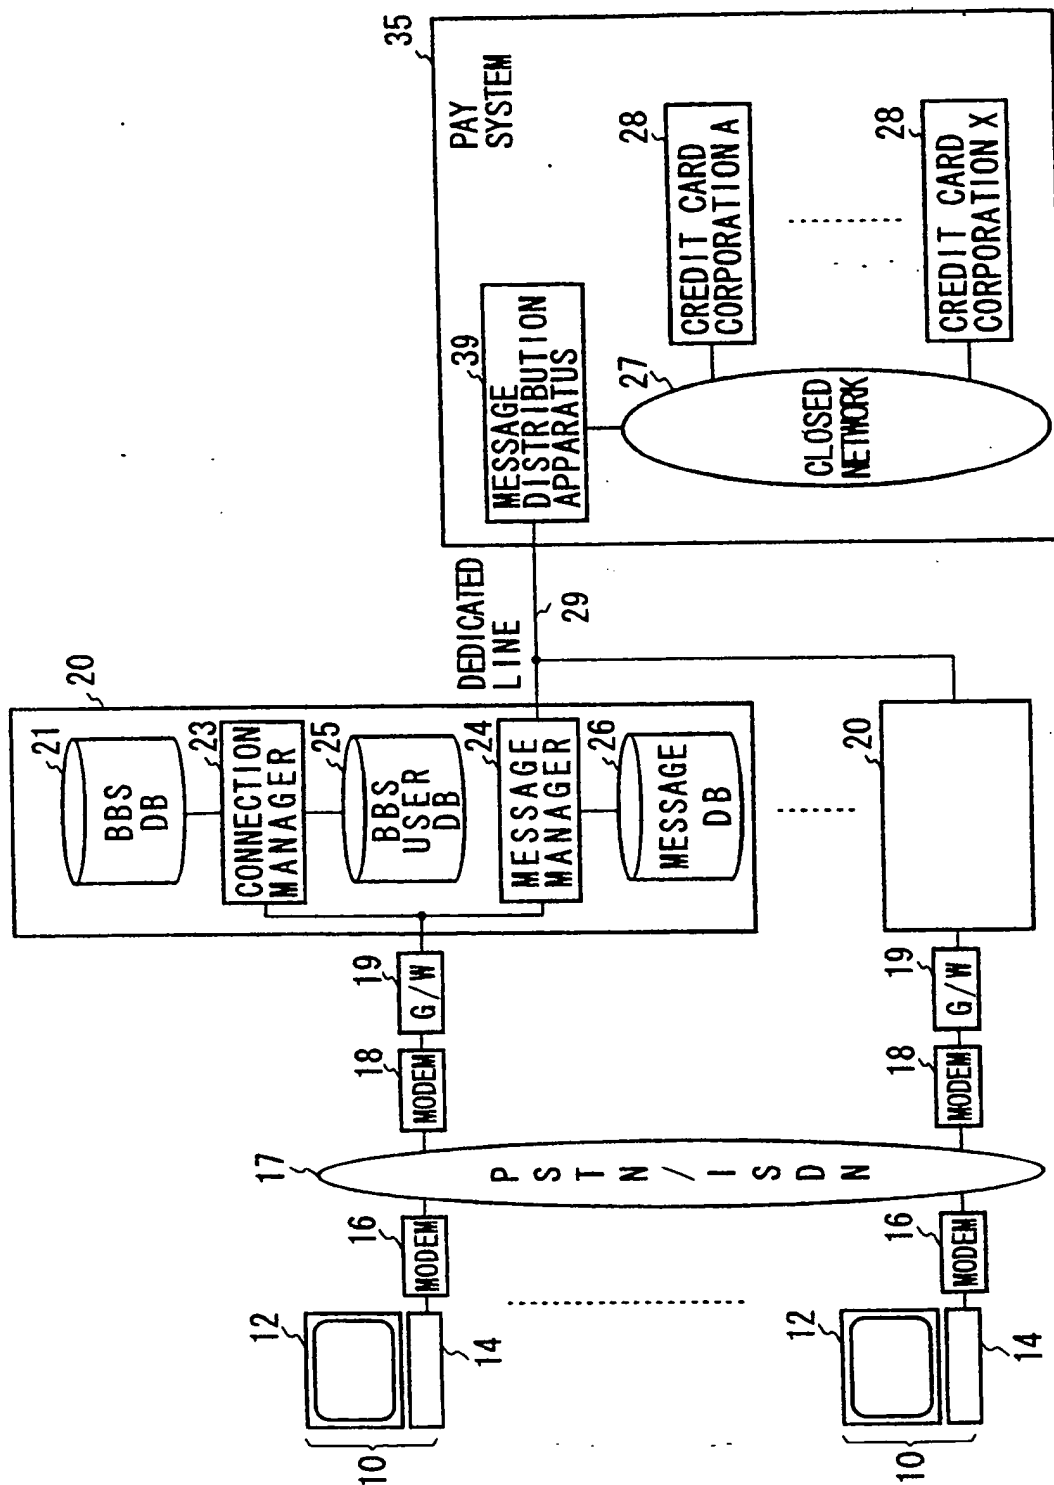 10
12
14
16
MODEM
17
PSTN/ISDN
18
MODEM
19
G/W
20
21
BBS
DB
23
CONNECTION
MANAGER
25
BBS
USER
DB
24
MESSAGE
MANAGER
26
MESSAGE
DB
DEDICATED
LINE
29
35
PAY
SYSTEM
39
MESSAGE
DISTRIBUTION
APPARATUS
27
CLOSED
NETWORK
28
CREDIT CARD
CORPORATION A
28
CREDIT CARD
CORPORATION X
10
12
14
16
MODEM
18
MODEM
19
G/W
20